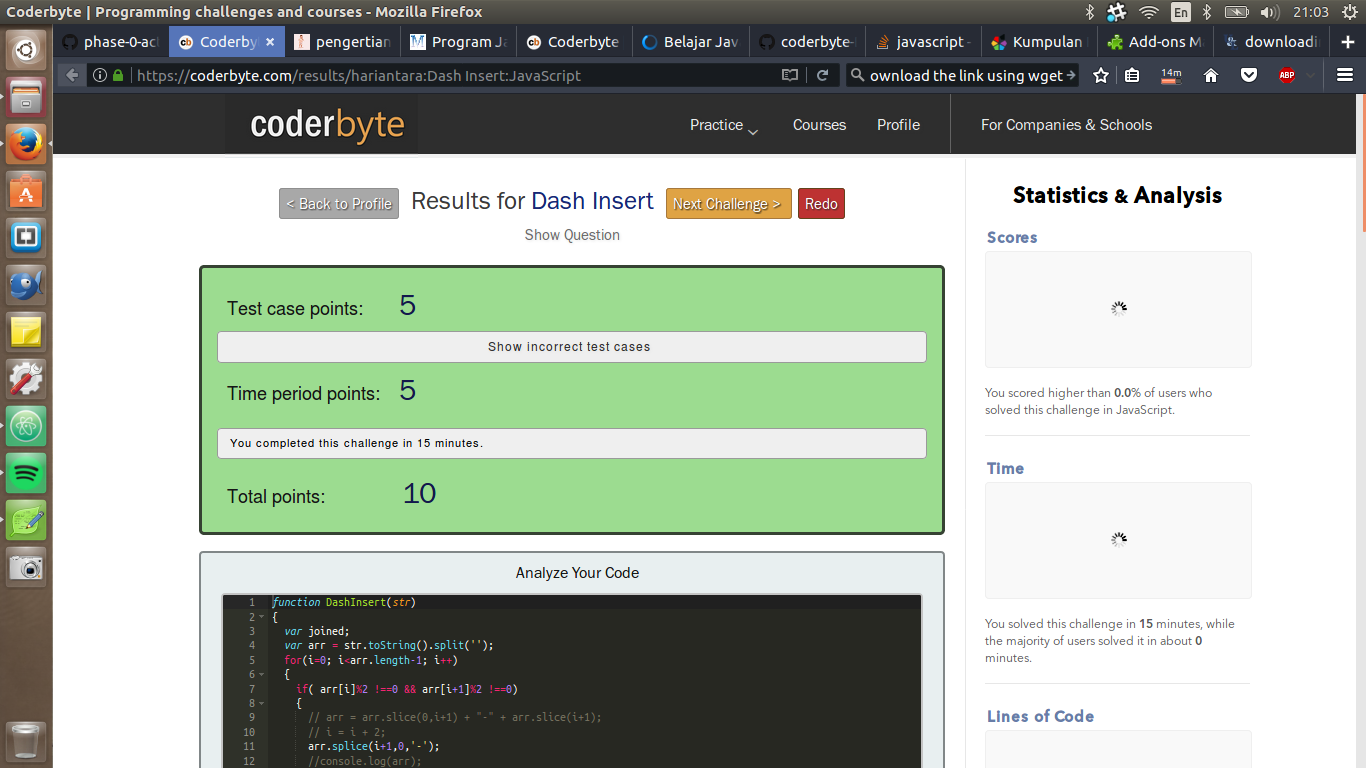 Coderbyte | Programming challenges and courses - Mozilla Firefox
En
21:03
phase-0-ac
Coderby
pengertian
Program Ja
Coderbyte
Belajar Jav
coderbyte-
javascript -
Kumpulan
Add-ons M
downloadi
https://coderbyte.com/results/hariantara:Dash Insert:JavaScript
ownload the link using wget
14m
ABP
coderbyte
Practice
Courses
Profile
For Companies & Schools
< Back to Profile
Results for Dash Insert
Next Challenge >
Redo
Show Question
Test case points: 5
Show incorrect test cases
Time period points: 5
You completed this challenge in 15 minutes.
Total points: 10
Analyze Your Code
1 function DashInsert(str)
2 {
3 var joined;
4 var arr = str.toString().split('');
5 for(i=0; i<arr.length-1; i++)
6 {
7 if( arr[i]%2 !==0 && arr[i+1]%2 !==0)
8 {
9 // arr = arr.slice(0,i+1) + "-" + arr.slice(i+1);
10 // i = i + 2;
11 arr.splice(i+1,0,'-');
12 //console.log(arr);
Statistics & Analysis
Scores
You scored higher than 0.0% of users who
solved this challenge in JavaScript.
Time
You solved this challenge in 15 minutes, while
the majority of users solved it in about 0
minutes.
Lines of Code